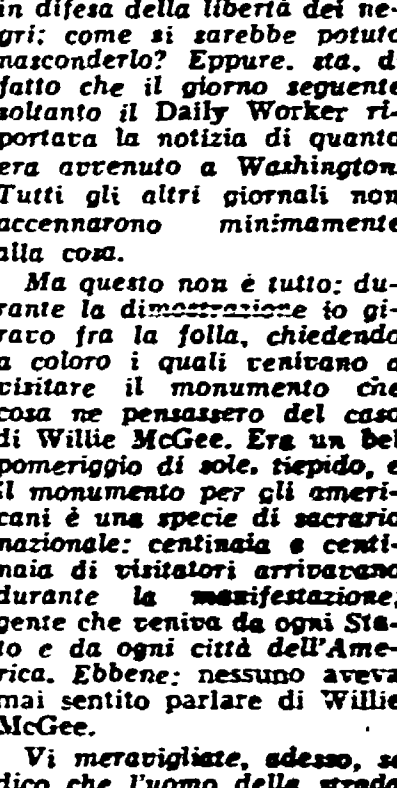 in difesa della libertà dei ne-
gri: come si sarebbe potuto
nasconderlo? Eppure, sta, di
fatto che il giorno seguente
soltanto il Daily Worker ri-
portava la notizia di quanto
era avvenuto a Washington.
Tutti gli altri giornali non
accennarono minimamente
alla cosa.
Ma questo non è tutto: du-
rante la dimostrazione io gi-
ravo fra la folla, chiedendo
a coloro i quali venivano a
visitare il monumento che
cosa ne pensassero del caso
di Willie McGee. Era un bel
pomeriggio di sole, tiepido, e
il monumento per gli ameri-
cani è una specie di sacrario
nazionale: centinaia e centi-
naia di visitatori arrivavano
durante la manifestazione;
gente che veniva da ogni Sta-
to e da ogni città dell'Ame-
rica. Ebbene: nessuno aveva
mai sentito parlare di Willie
McGee.
Vi meravigliate, adesso, se
dico che l'uomo della strada